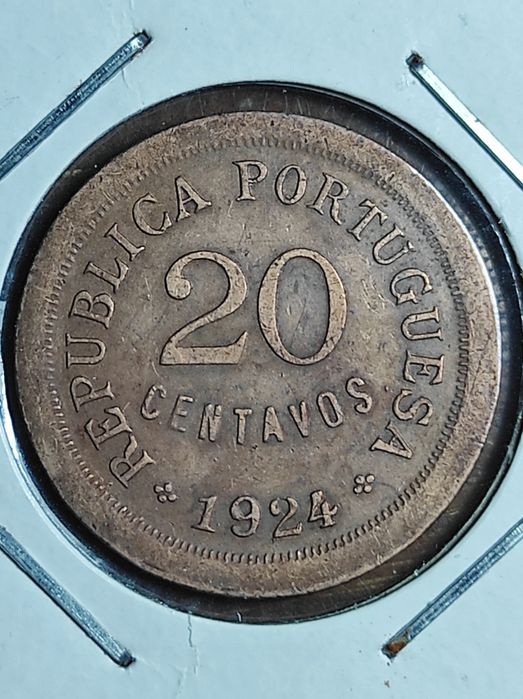 REPUBLICA PORTUGUESA
20
CENTAVOS
1924